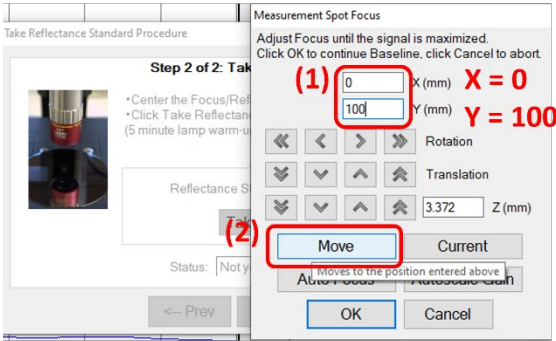 Take Reflectance Standard Procedure
Step 2 of 2: Tak
•Center the Focus/Ref
•Click Take Reflectan
(5 minute lamp warm-u
Reflectance S
Status: Not y
<-- Prev
Measurement Spot Focus
Adjust Focus until the signal is maximized.
Click OK to continue Baseline, click Cancel to abort.
(1) 0 X (mm) X = 0
100 Y (mm) Y = 100
Rotation
Translation
3.372 Z (mm)
(2) Move Current
Moves to the position entered above
Auto Focus Autoscale Gain
OK Cancel